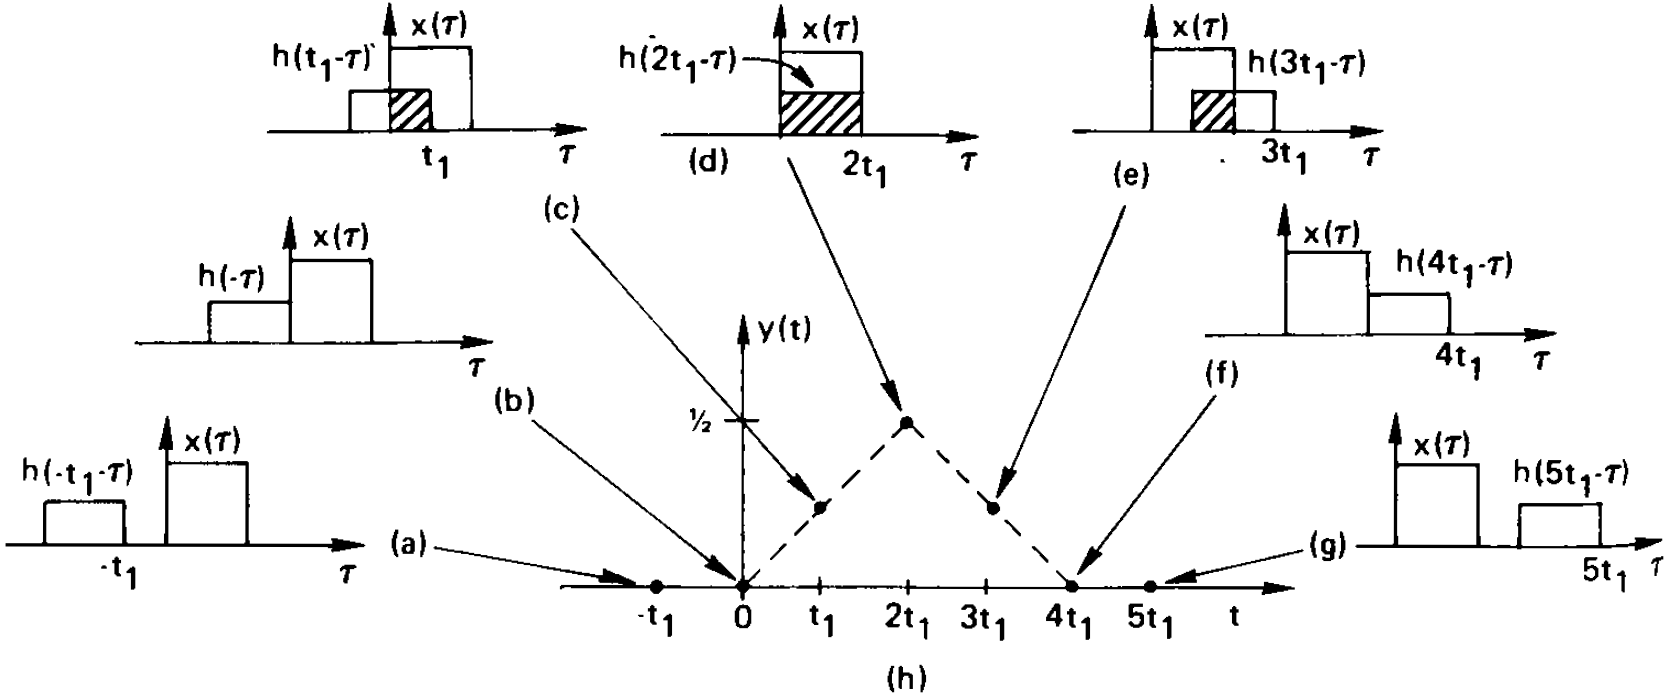 x(τ)
h(t₁-τ)
t₁
τ
x(τ)
h(2t₁-τ)
(d)
2t₁
τ
x(τ)
h(3t₁-τ)
3t₁
τ
(c)
(e)
x(τ)
h(-τ)
τ
x(τ)
h(4t₁-τ)
4t₁
τ
y(t)
½
(b)
(f)
x(τ)
h(-t₁-τ)
-t₁
τ
(a)
x(τ)
h(5t₁-τ)
5t₁
τ
(g)
-t₁ 0 t₁ 2t₁ 3t₁ 4t₁ 5t₁ t
(h)